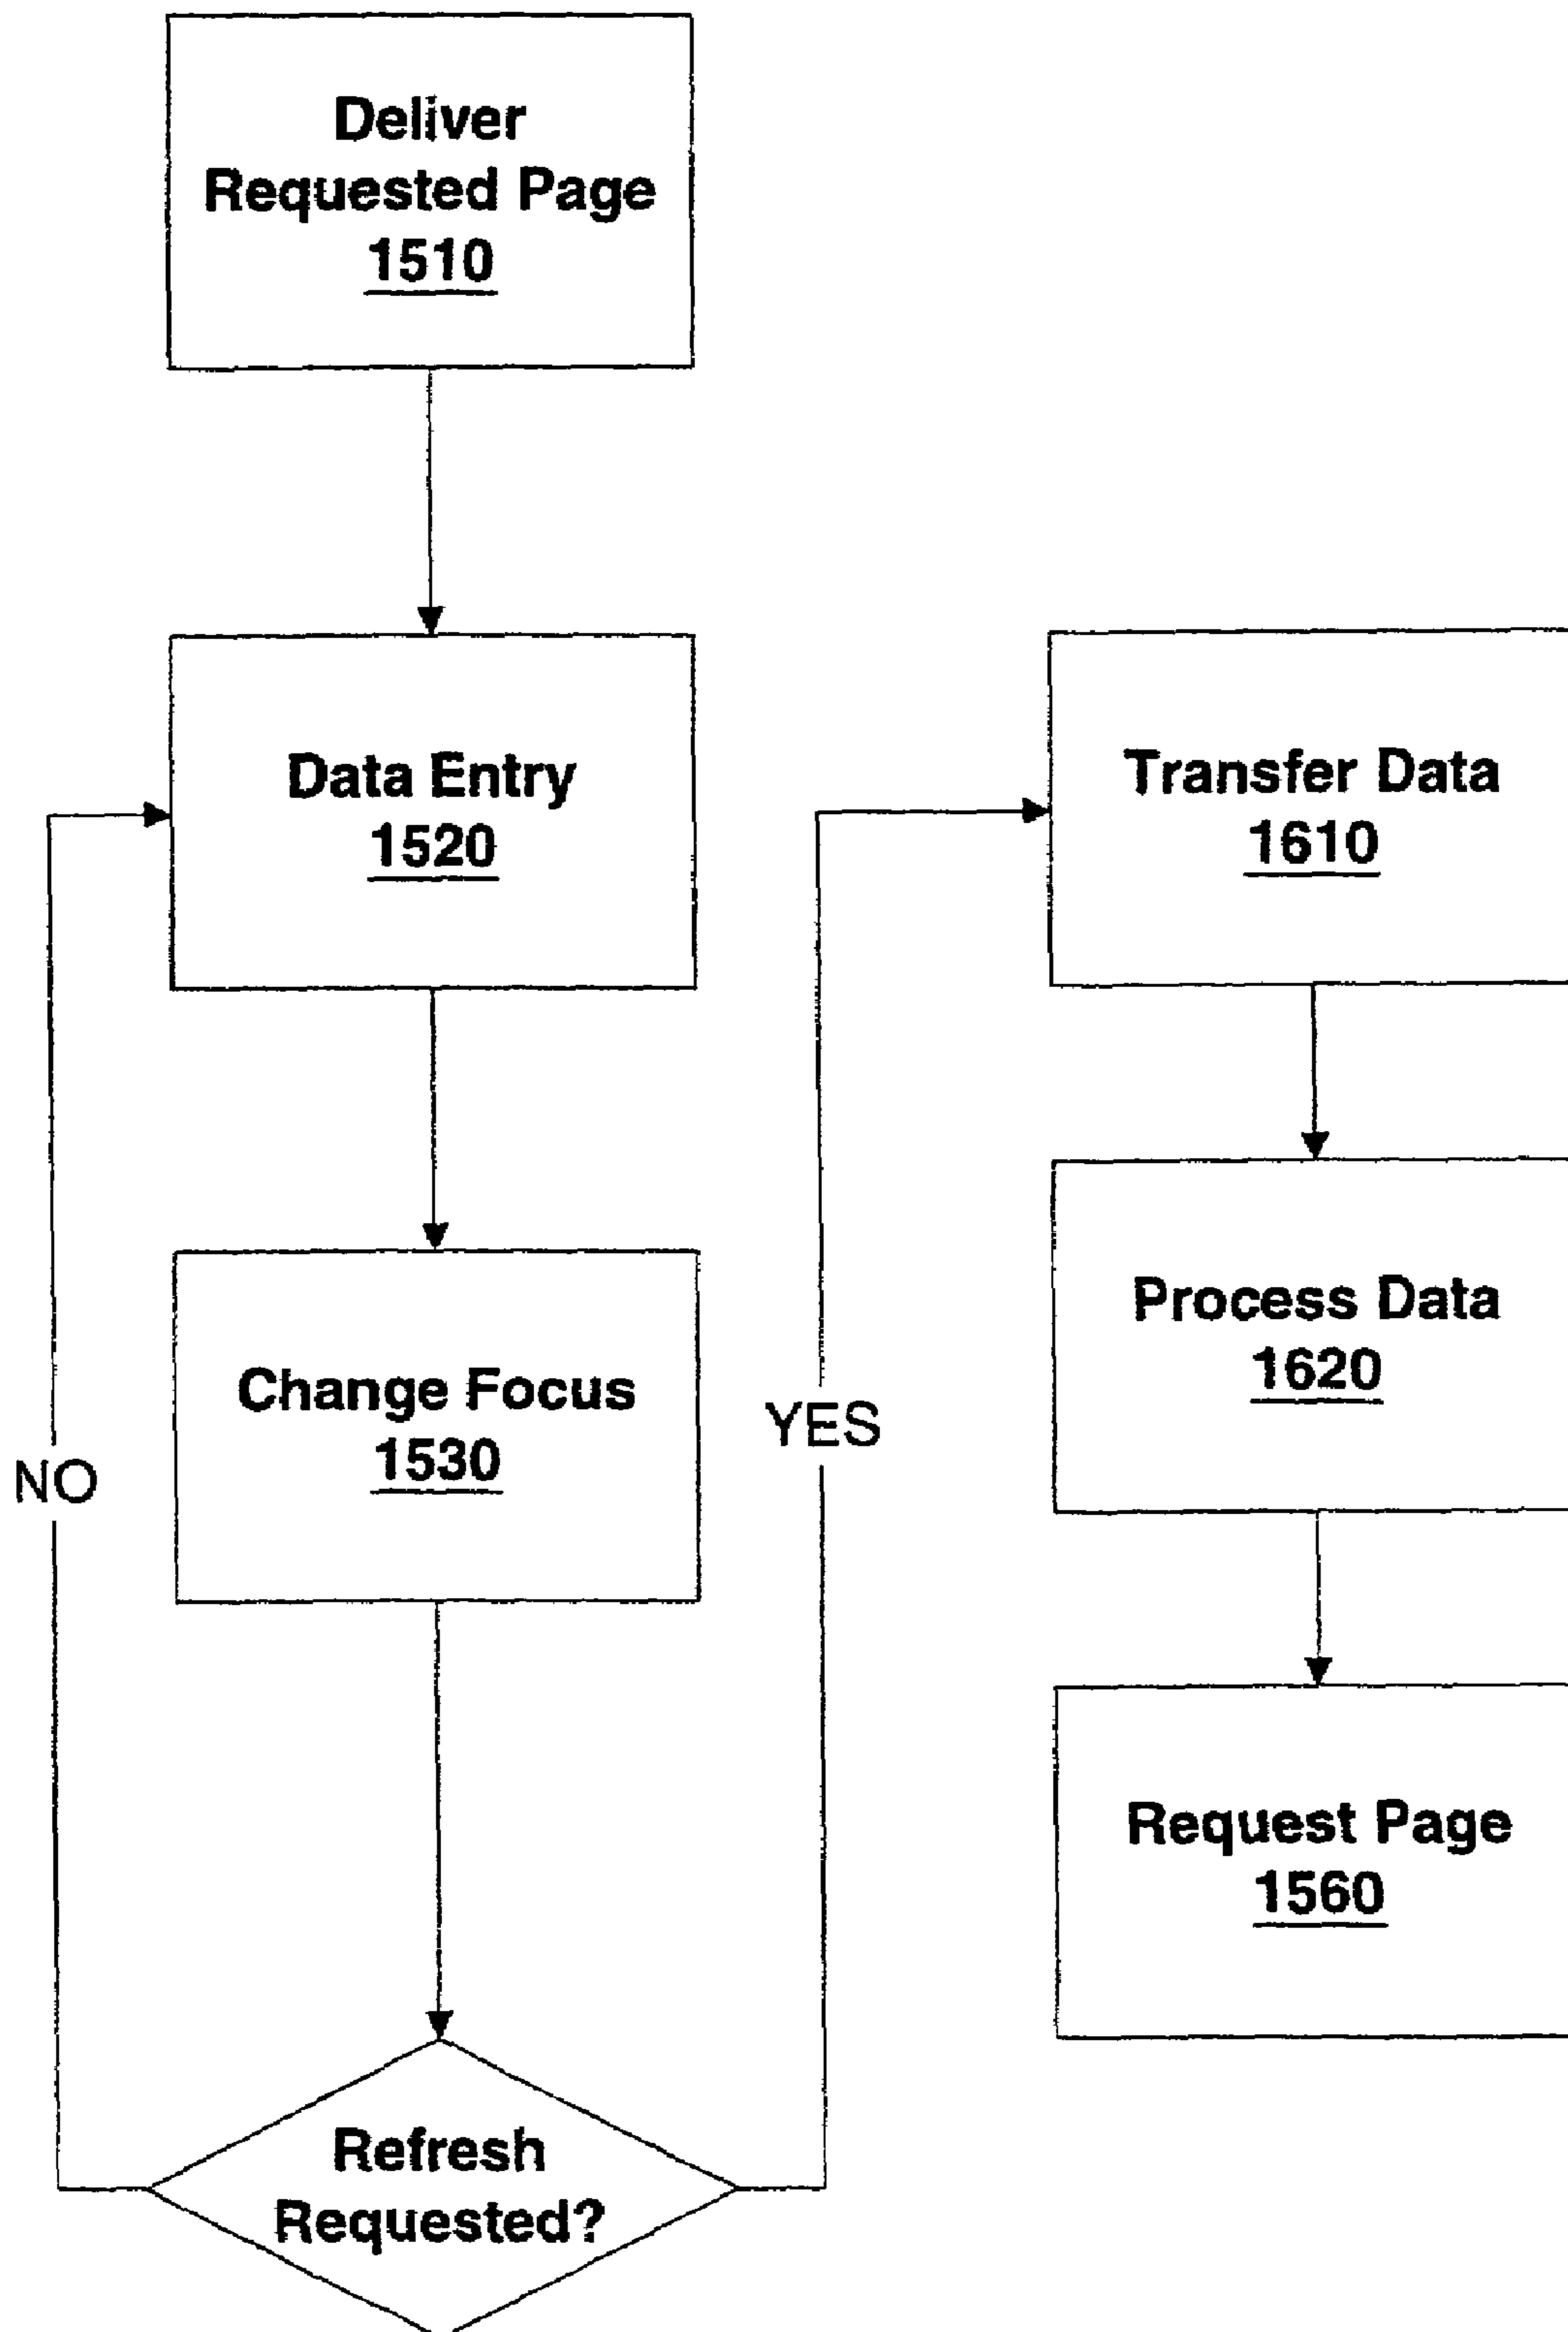 Deliver
Requested Page
1510
Data Entry
1520
Change Focus
1530
NO
Refresh
Requested?
YES
Transfer Data
1610
Process Data
1620
Request Page
1560